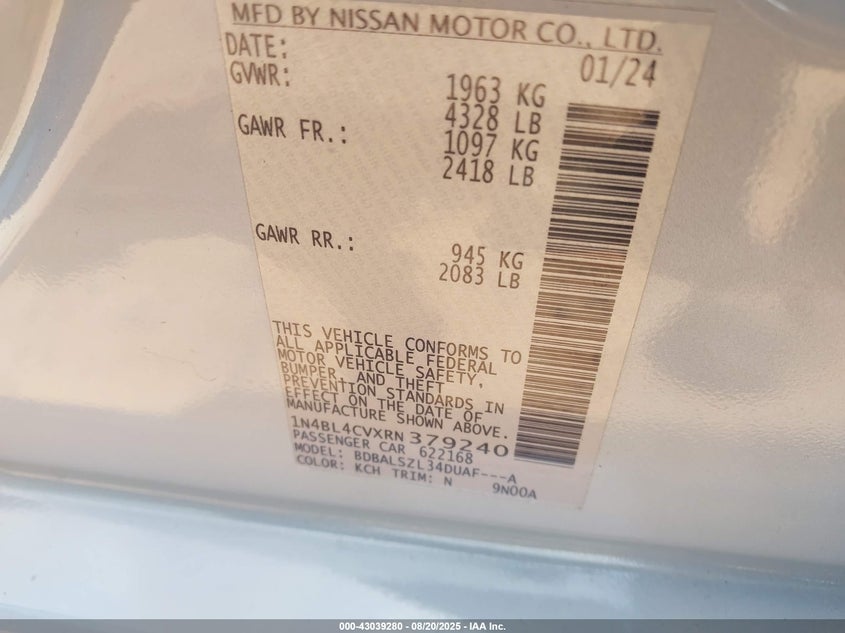 MFD BY NISSAN MOTOR CO., LTD.
DATE: 01/24
GVWR: 1963 KG
4328 LB
GAWR FR.: 1097 KG
2418 LB
GAWR RR.: 945 KG
2083 LB
THIS VEHICLE CONFORMS TO
ALL APPLICABLE FEDERAL
MOTOR VEHICLE SAFETY,
BUMPER, AND THEFT
PREVENTION STANDARDS IN
EFFECT ON THE DATE OF
MANUFACTURE SHOWN ABOVE.
1N4BL4CVXRN379240
PASSENGER CAR 622168
MODEL: BDBALSZL34DUAF---A
COLOR: KCH TRIM: N 9N00A
000-43039280 - 08/20/2025 - IAA Inc.